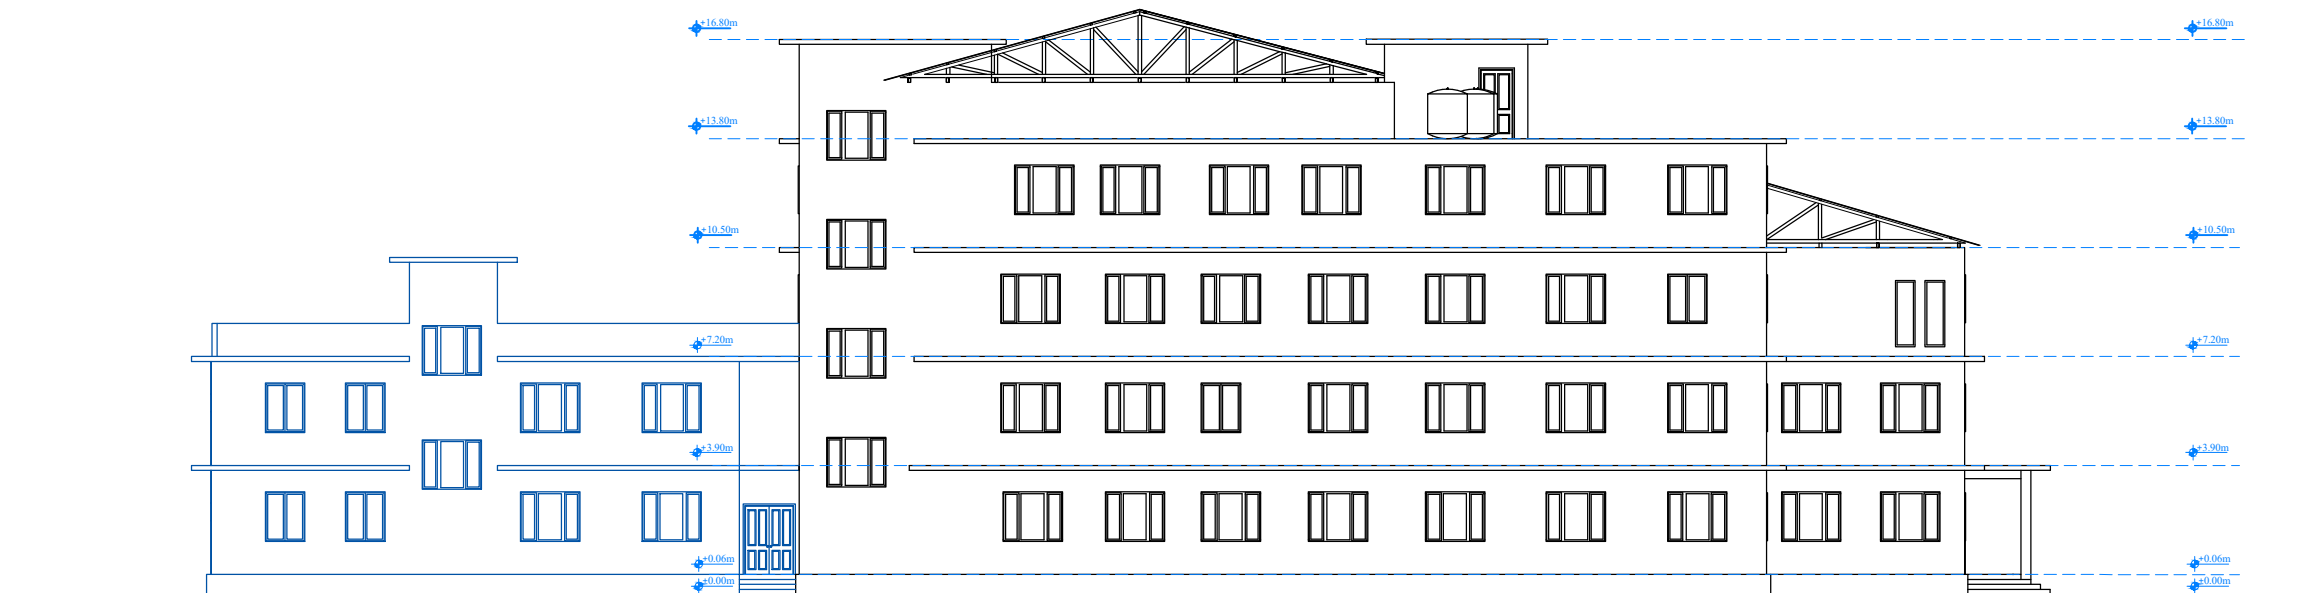 +16.80m +16.80m
+13.80m +13.80m
+10.50m +10.50m
+7.20m +7.20m
+3.90m +3.90m
+0.06m +0.06m
±0.00m ±0.00m